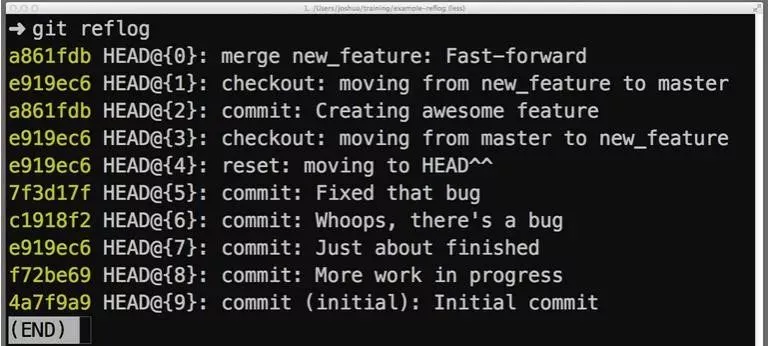 1. /Users/joshua/training/example-reflog (less)
➜ git reflog
a861fdb HEAD@{0}: merge new_feature: Fast-forward
e919ec6 HEAD@{1}: checkout: moving from new_feature to master
a861fdb HEAD@{2}: commit: Creating awesome feature
e919ec6 HEAD@{3}: checkout: moving from master to new_feature
e919ec6 HEAD@{4}: reset: moving to HEAD^^
7f3d17f HEAD@{5}: commit: Fixed that bug
c1918f2 HEAD@{6}: commit: Whoops, there's a bug
e919ec6 HEAD@{7}: commit: Just about finished
f72be69 HEAD@{8}: commit: More work in progress
4a7f9a9 HEAD@{9}: commit (initial): Initial commit
(END)